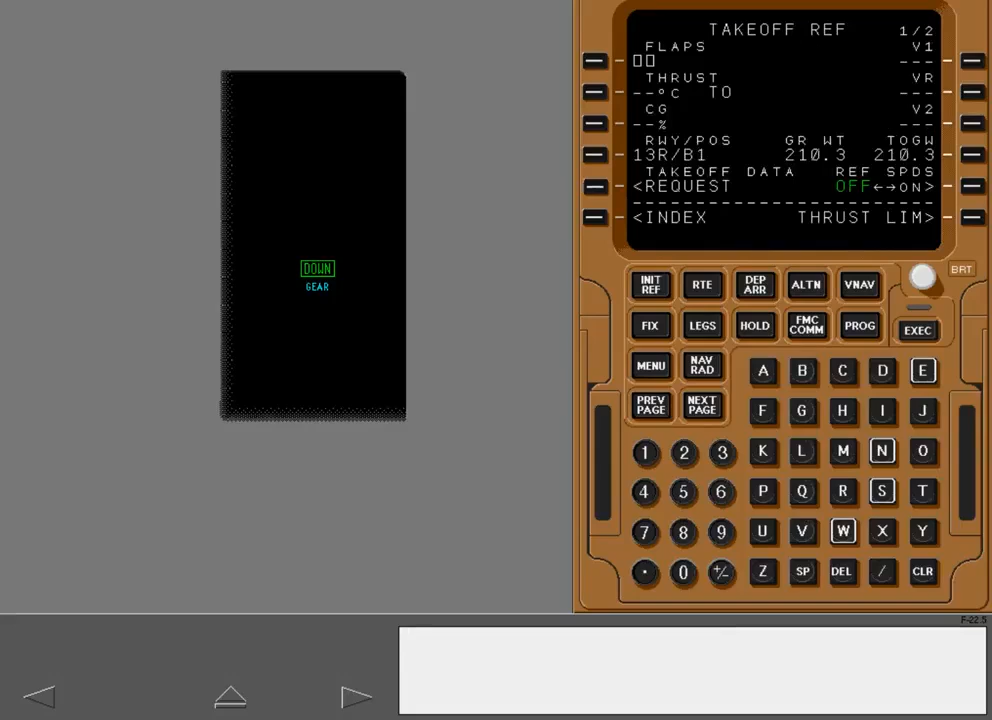 TAKEOFF REF 1/2
FLAPS V1
□□ ---
THRUST VR
--°C TO ---
CG V2
--% ---
RWY/POS GR WT TOGW
13R/B1 210.3 210.3
TAKEOFF DATA REF SPDS
<REQUEST OFF←→ON>
--------------------------------
<INDEX THRUST LIM>
DOWN
GEAR
BRT
INIT REF RTE DEP ARR ALTN VNAV
FIX LEGS HOLD FMC COMM PROG EXEC
MENU NAV RAD
PREV PAGE NEXT PAGE
A B C D E
F G H I J
K L M N O
P Q R S T
U V W X Y
Z SP DEL / CLR
1 2 3
4 5 6
7 8 9
. 0 +/-
F-22.5